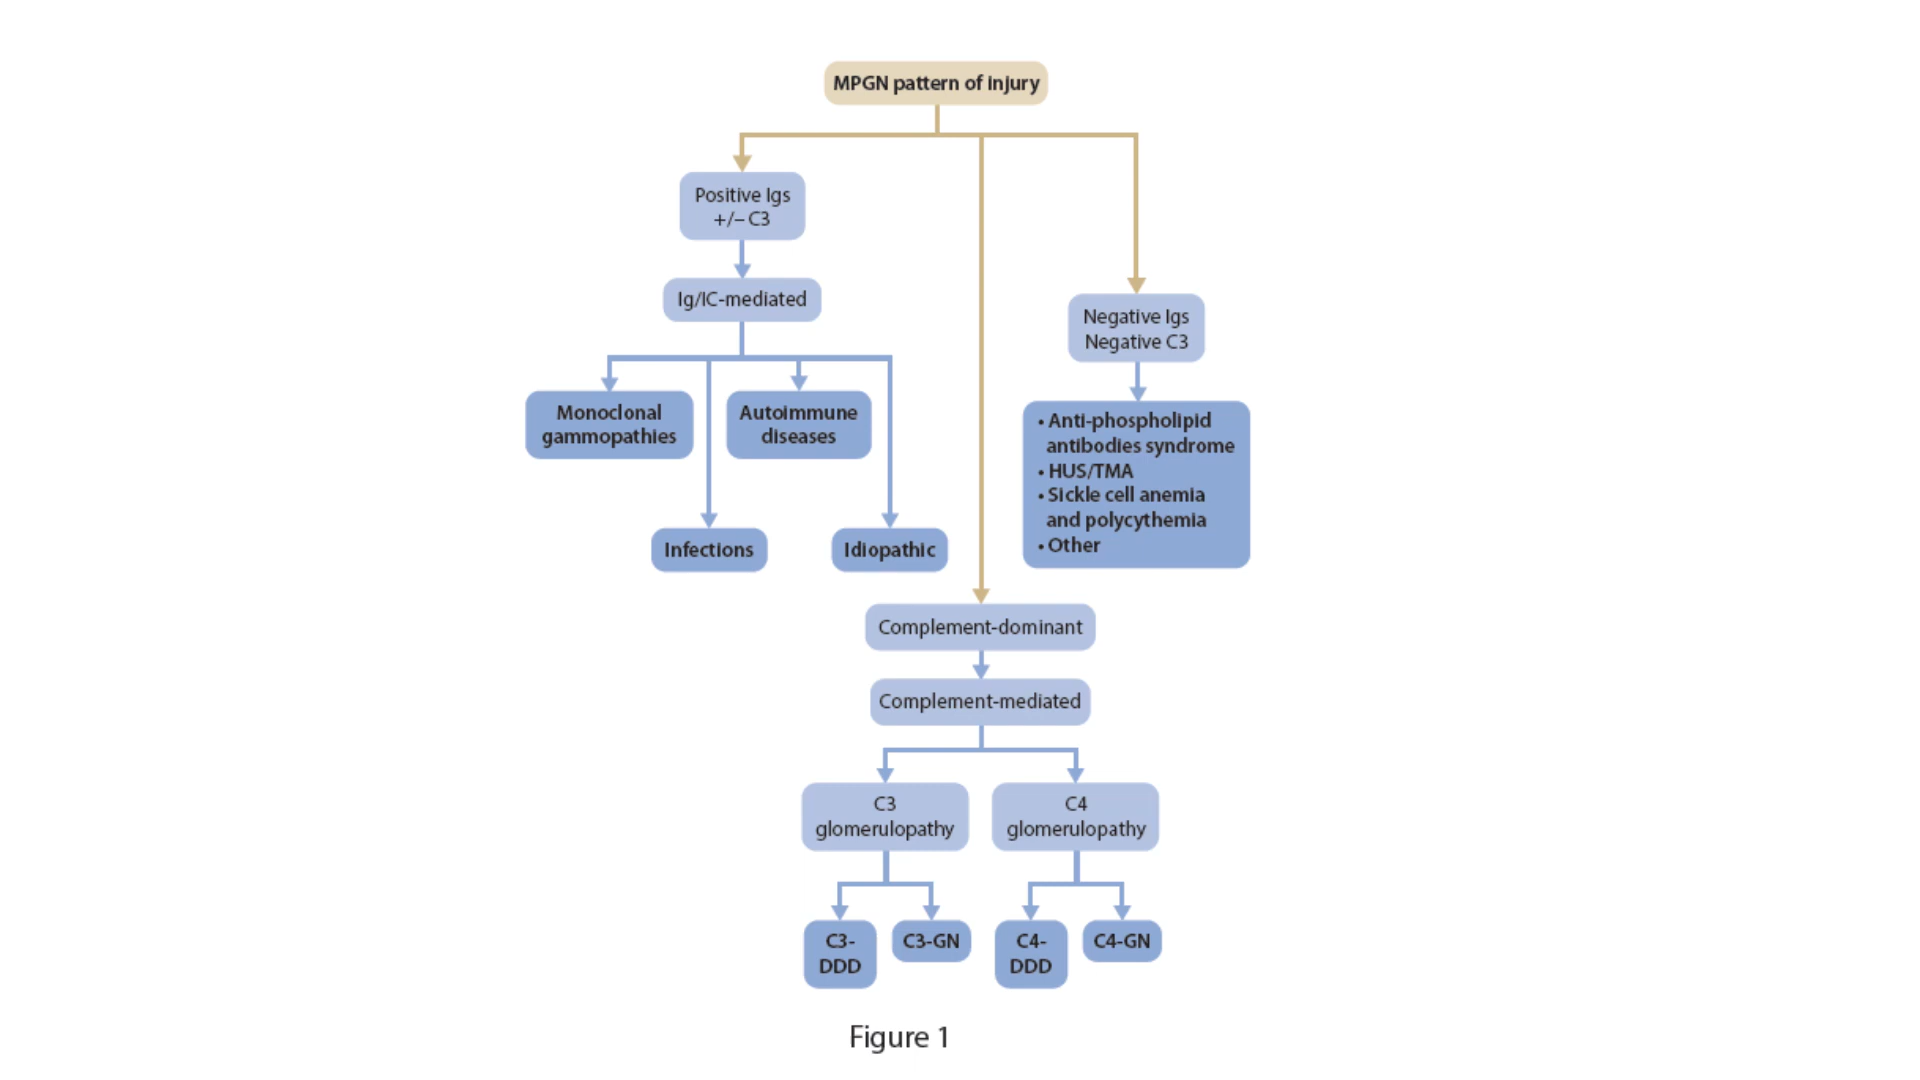 MPGN pattern of injury
Positive Igs
+/– C3
Ig/IC-mediated
Monoclonal
gammopathies
Autoimmune
diseases
Infections
Idiopathic
Negative Igs
Negative C3
• Anti-phospholipid
antibodies syndrome
• HUS/TMA
• Sickle cell anemia
and polycythemia
• Other
Complement-dominant
Complement-mediated
C3
glomerulopathy
C4
glomerulopathy
C3-
DDD
C3-GN
C4-
DDD
C4-GN
Figure 1